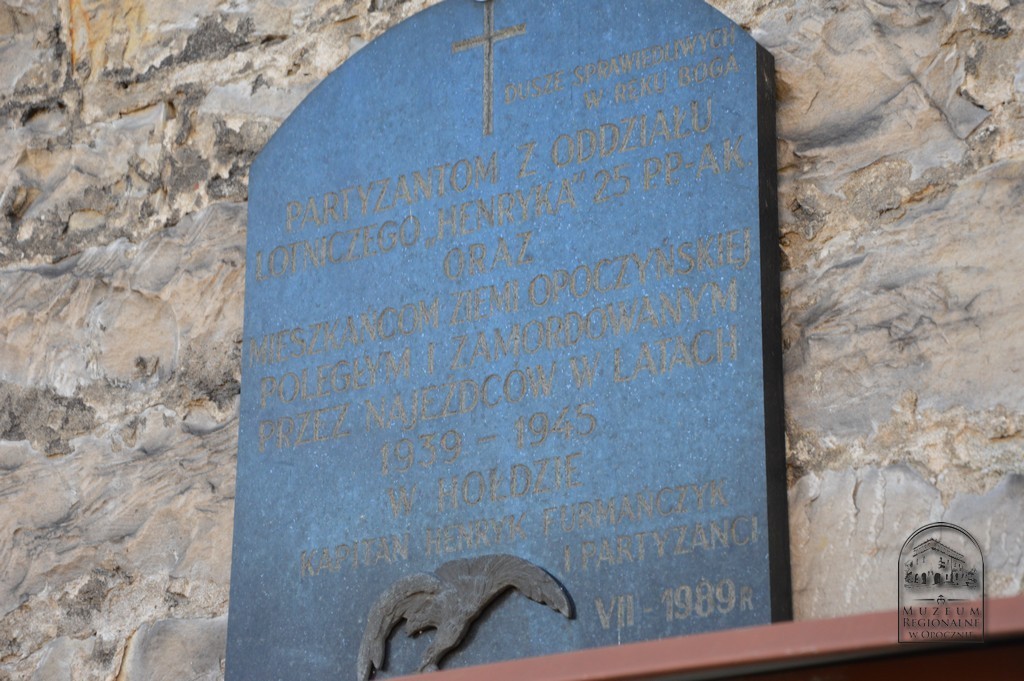 DUSZE SPRAWIEDLIWYCH
W RĘKU BOGA
PARTYZANTOM Z ODDZIAŁU
LOTNICZEGO „HENRYKA" 25 PP-AK.
ORAZ
MIESZKAŃCOM ZIEMI OPOCZYŃSKIEJ
POLEGŁYM I ZAMORDOWANYM
PRZEZ NAJEŹDCÓW W LATACH
1939 - 1945
W HOŁDZIE
KAPITAN HENRYK FURMAŃCZYK
I PARTYZANCI
VII - 1989 R
MUZEUM
REGIONALNE
W OPOCZNIE